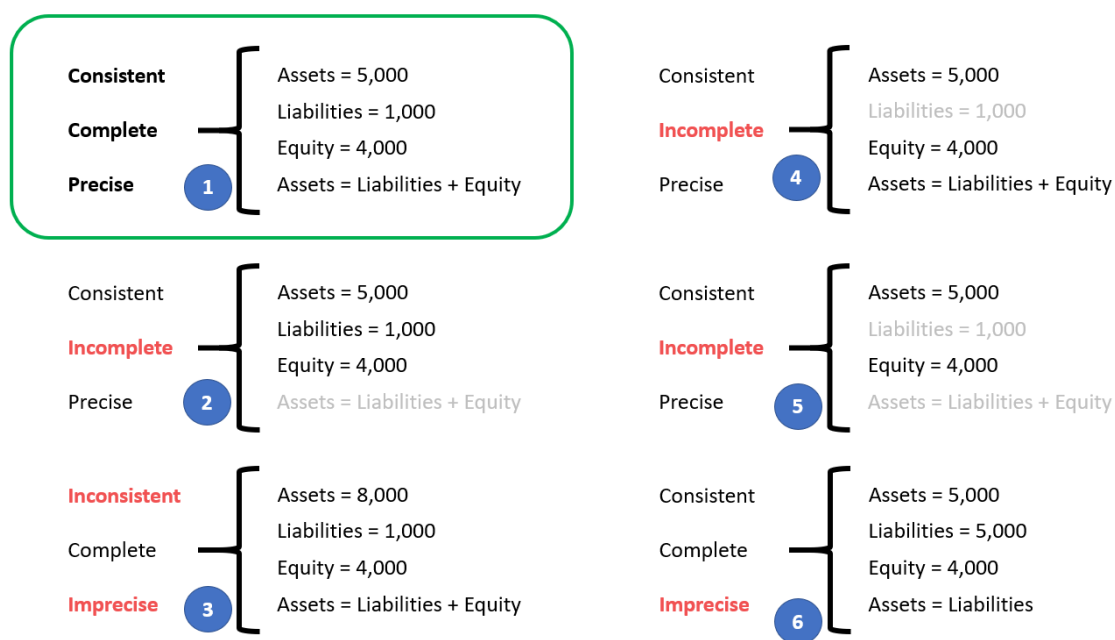 Consistent
Complete
Precise
1
Assets = 5,000
Liabilities = 1,000
Equity = 4,000
Assets = Liabilities + Equity
Consistent
Incomplete
Precise
4
Assets = 5,000
Liabilities = 1,000
Equity = 4,000
Assets = Liabilities + Equity
Consistent
Incomplete
Precise
2
Assets = 5,000
Liabilities = 1,000
Equity = 4,000
Assets = Liabilities + Equity
Consistent
Incomplete
Precise
5
Assets = 5,000
Liabilities = 1,000
Equity = 4,000
Assets = Liabilities + Equity
Inconsistent
Complete
Imprecise
3
Assets = 8,000
Liabilities = 1,000
Equity = 4,000
Assets = Liabilities + Equity
Consistent
Complete
Imprecise
6
Assets = 5,000
Liabilities = 5,000
Equity = 4,000
Assets = Liabilities